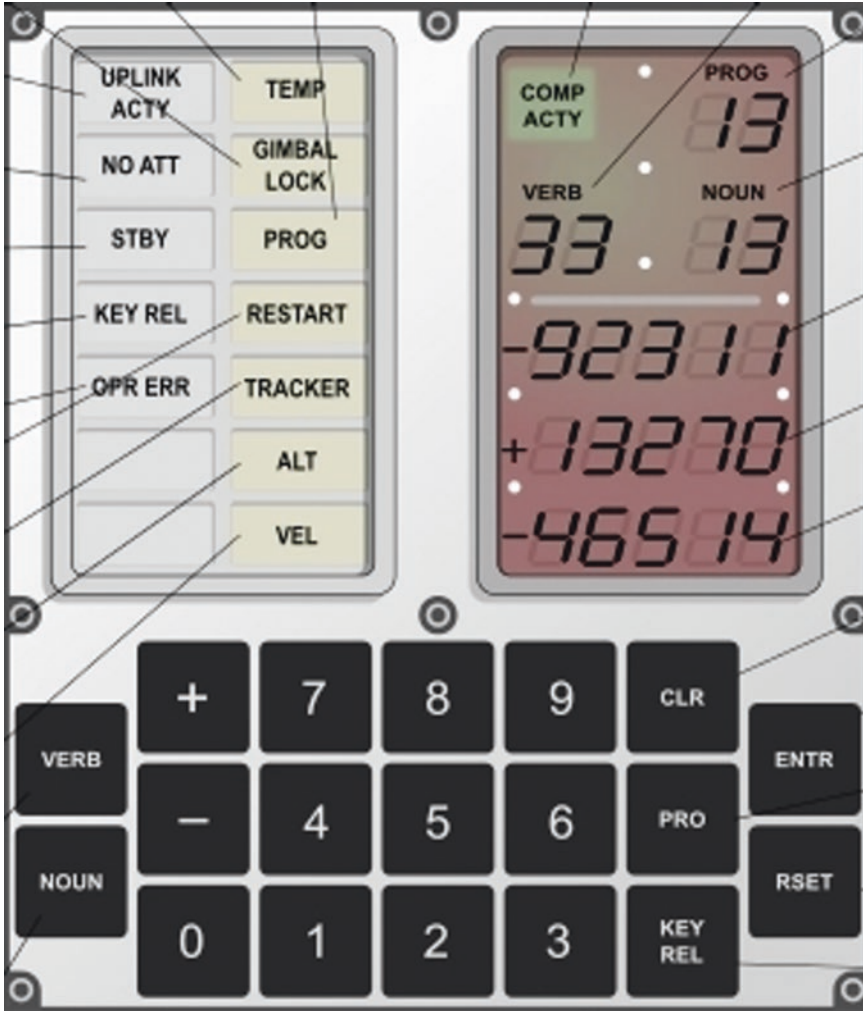 UPLINK
ACTY
TEMP
NO ATT
GIMBAL
LOCK
STBY
PROG
KEY REL
RESTART
OPR ERR
TRACKER
ALT
VEL
COMP
ACTY
PROG
13
VERB
NOUN
33
13
-92311
+13270
-46514
+
7
8
9
CLR
VERB
ENTR
−
4
5
6
PRO
NOUN
RSET
0
1
2
3
KEY
REL